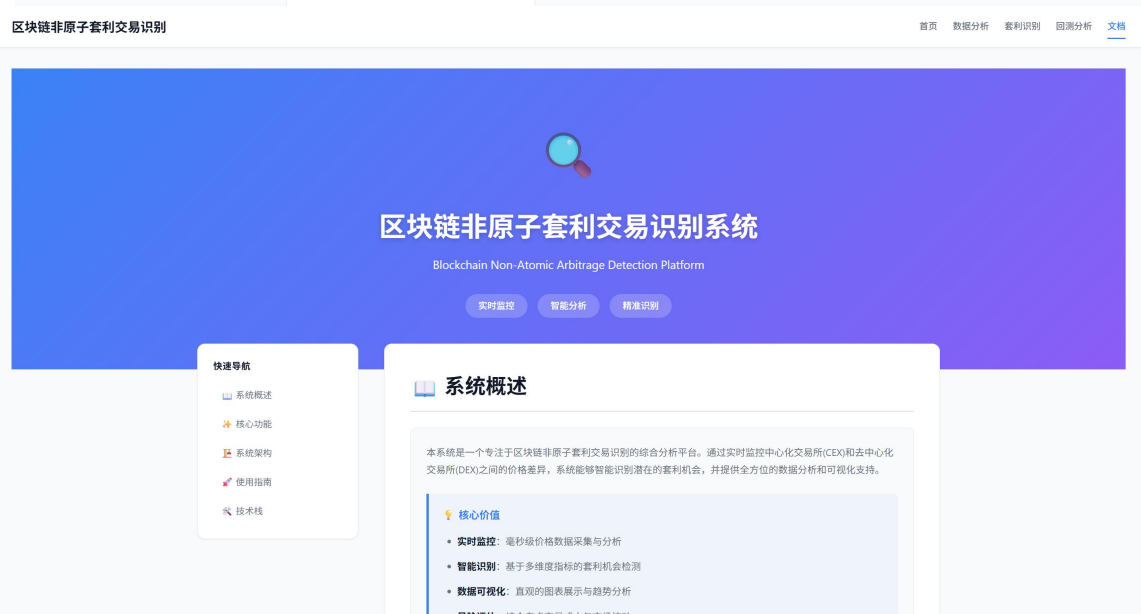 区块链非原子套利交易识别
首页 数据分析 套利识别 回测分析 文档
区块链非原子套利交易识别系统
Blockchain Non-Atomic Arbitrage Detection Platform
实时监控 智能分析 精准识别
快速导航
系统概述
核心功能
系统架构
使用指南
技术栈
系统概述
本系统是一个专注于区块链非原子套利交易识别的综合分析平台。通过实时监控中心化交易所(CEX)和去中心化
交易所(DEX)之间的价格差异，系统能够智能识别潜在的套利机会，并提供全方位的数据分析和可视化支持。
核心价值
实时监控：毫秒级价格数据采集与分析
智能识别：基于多维度指标的套利机会检测
数据可视化：直观的图表展示与趋势分析